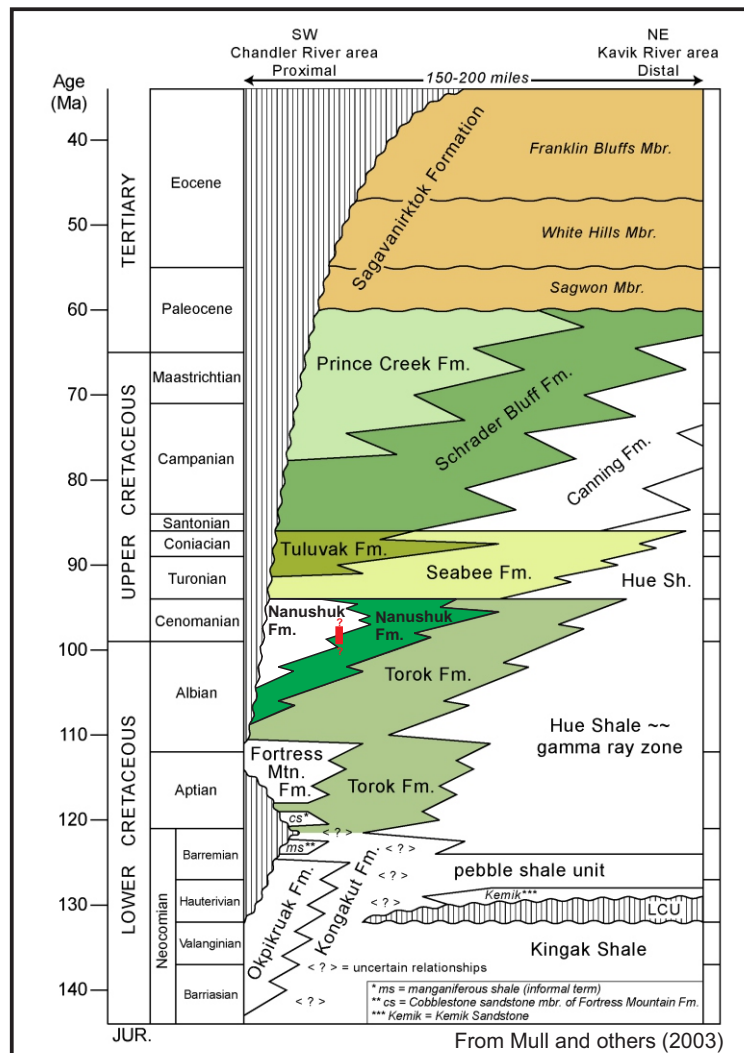 SW
Chandler River area
Proximal
NE
Kavik River area
Distal
150-200 miles
Age
(Ma)
40
50
60
70
80
90
100
110
120
130
140
TERTIARY
UPPER CRETACEOUS
LOWER CRETACEOUS
Neocomian
JUR.
Eocene
Paleocene
Maastrichtian
Campanian
Santonian
Coniacian
Turonian
Cenomanian
Albian
Aptian
Barremian
Hauterivian
Valanginian
Barriasian
Sagavanirktok Formation
Franklin Bluffs Mbr.
White Hills Mbr.
Sagwon Mbr.
Prince Creek Fm.
Schrader Bluff Fm.
Canning Fm.
Tuluvak Fm.
Seabee Fm.
Hue Sh.
Nanushuk
Fm.
Nanushuk
Fm.
?
?
Torok Fm.
Hue Shale ~~
gamma ray zone
Fortress
Mtn.
Fm.
Torok Fm.
cs*
< ? >
ms**
< ? >
Okpikruak Fm.
Kongakut Fm.
< ? >
pebble shale unit
< ? >
Kemik***
LCU
Kingak Shale
< ? > = uncertain relationships
< ? >
* ms = manganiferous shale (informal term)
** cs = Cobblestone sandstone mbr. of Fortress Mountain Fm.
*** Kemik = Kemik Sandstone
From Mull and others (2003)